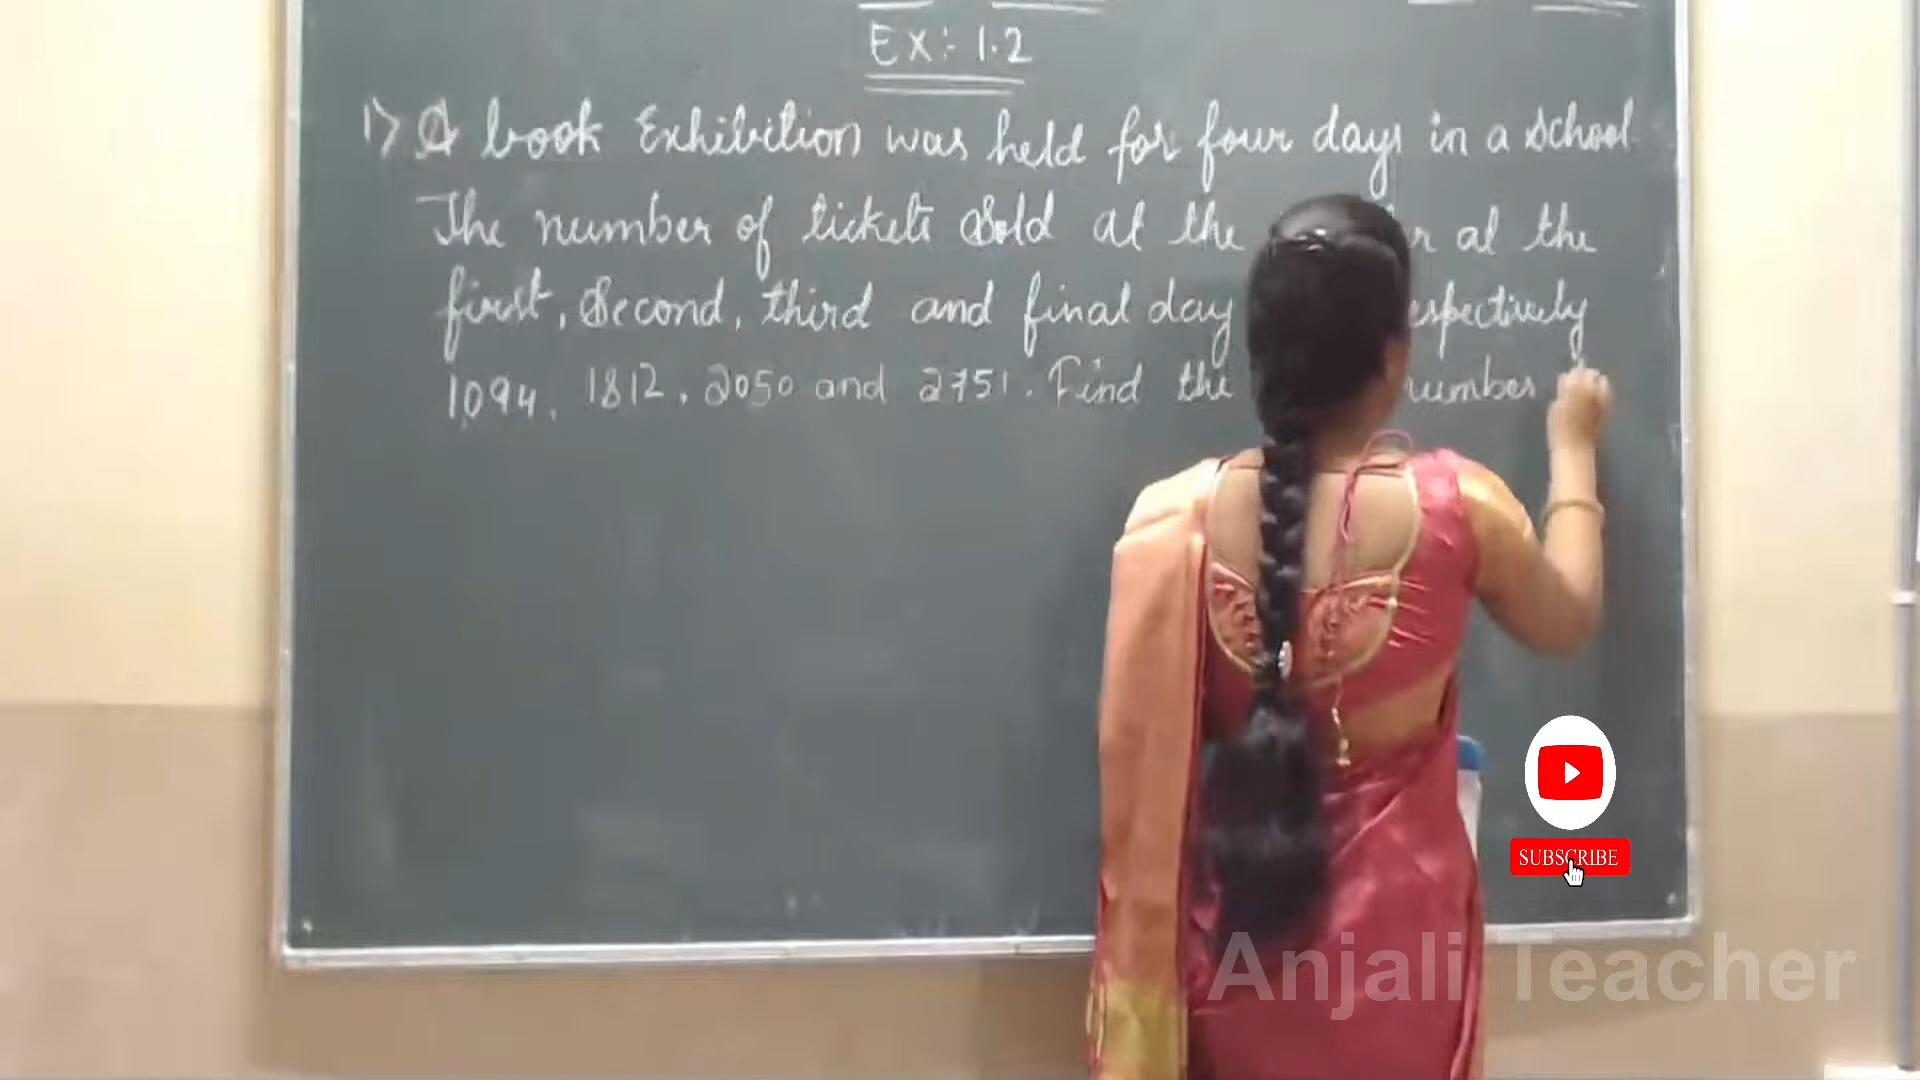 Ex:- 1.2
1) A book Exhibition was held for four days in a school.
The number of tickets Sold at the at the
first, Second, third and final day
1094, 1812, 2050 and 2751. Find the number
SUBSCRIBE
Anjali Teacher